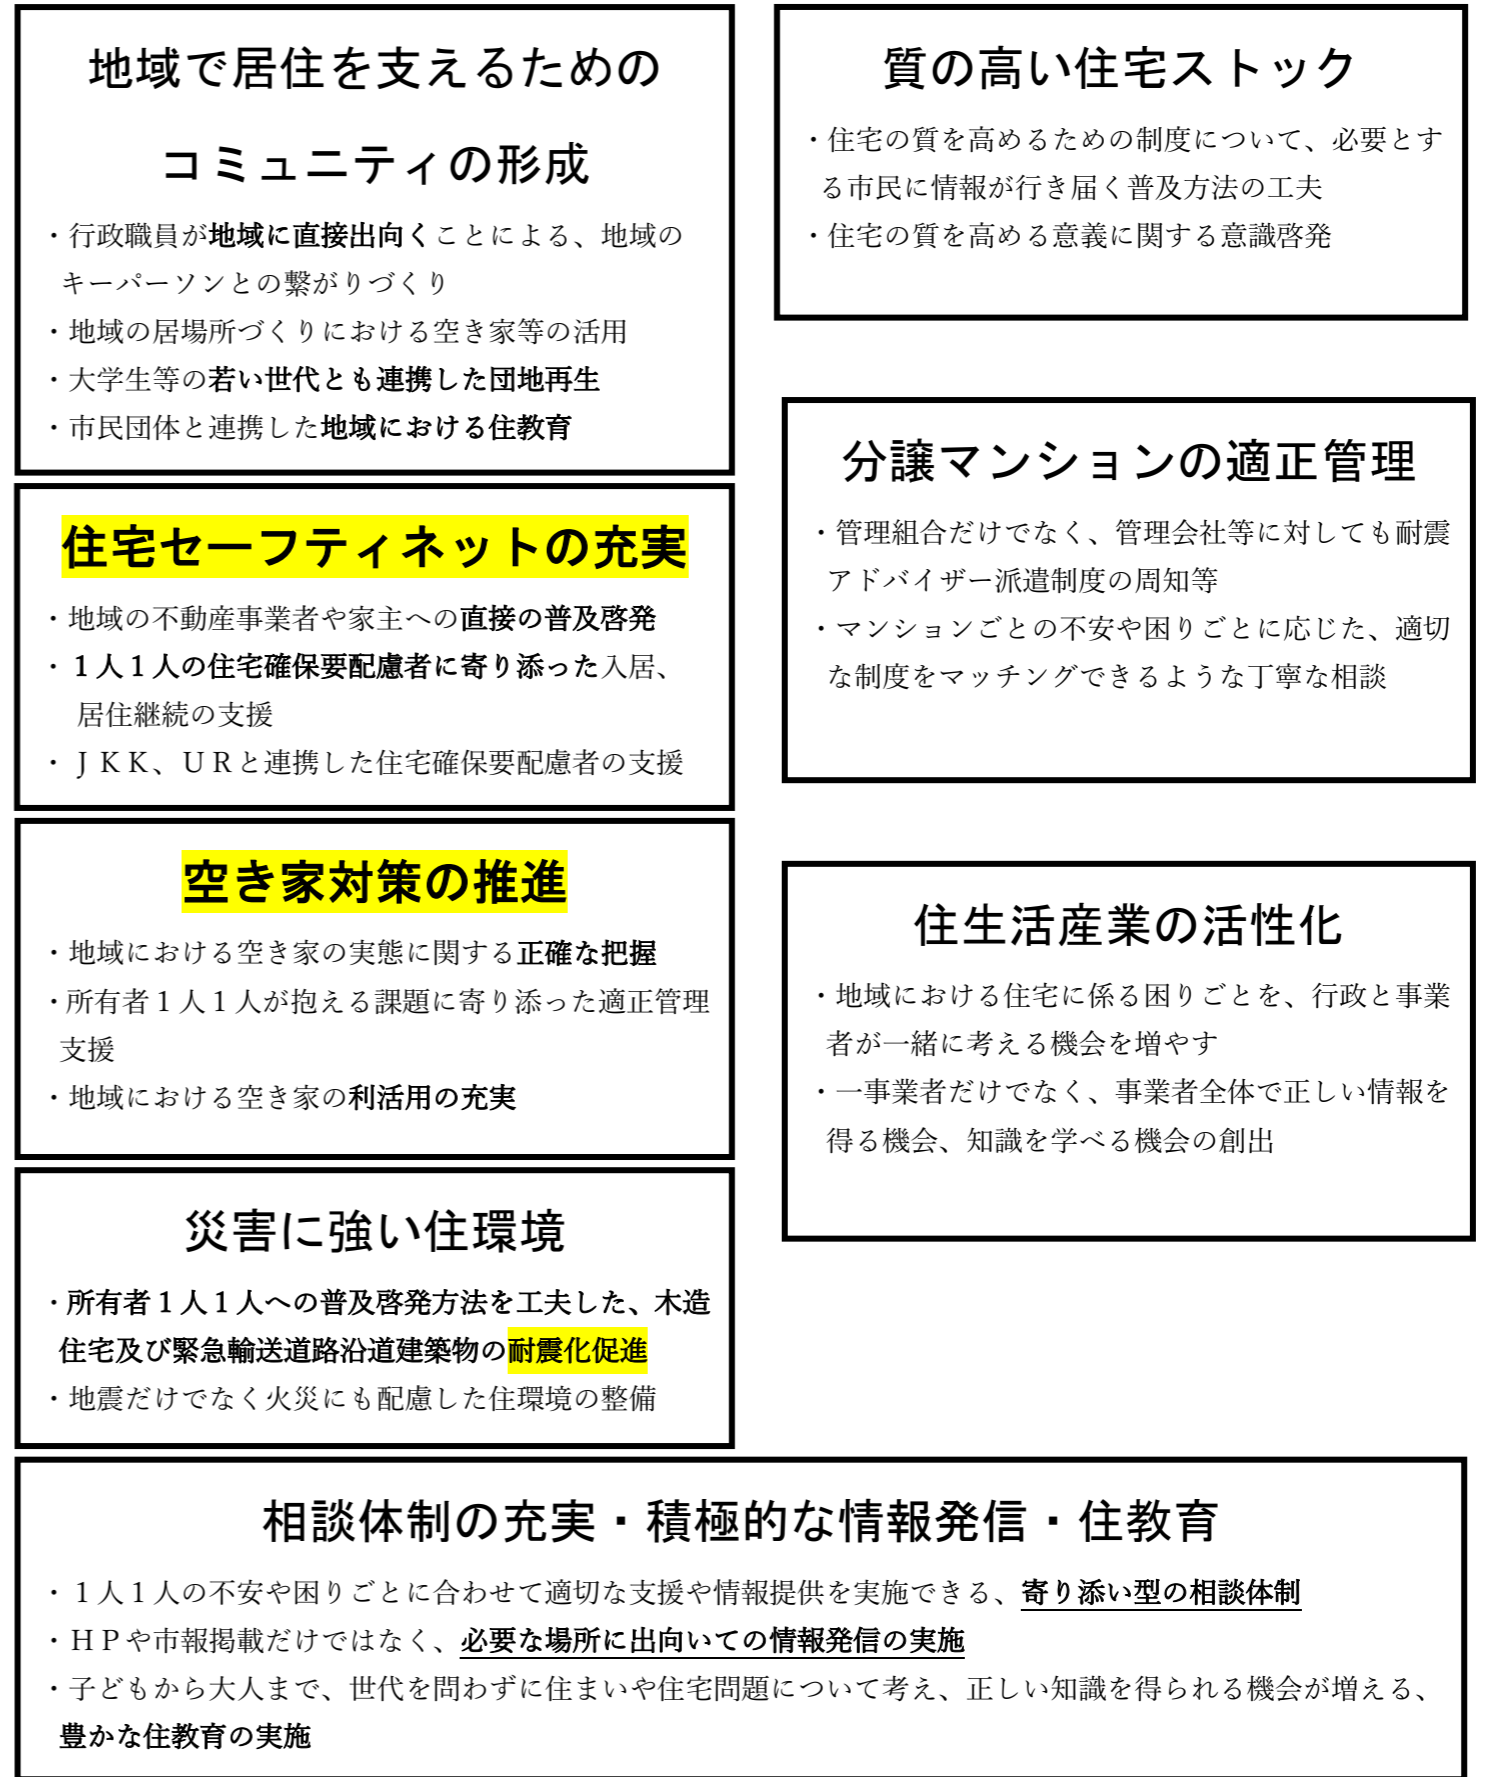 地域で居住を支えるための
コミュニティの形成
・行政職員が地域に直接出向くことによる、地域の
キーパーソンとの繋がりづくり
・地域の居場所づくりにおける空き家等の活用
・大学生等の若い世代とも連携した団地再生
・市民団体と連携した地域における住教育
住宅セーフティネットの充実
・地域の不動産事業者や家主への直接の普及啓発
・１人１人の住宅確保要配慮者に寄り添った入居、
居住継続の支援
・ＪＫＫ、ＵＲと連携した住宅確保要配慮者の支援
空き家対策の推進
・地域における空き家の実態に関する正確な把握
・所有者１人１人が抱える課題に寄り添った適正管理
支援
・地域における空き家の利活用の充実
災害に強い住環境
・所有者１人１人への普及啓発方法を工夫した、木造
住宅及び緊急輸送道路沿道建築物の耐震化促進
・地震だけでなく火災にも配慮した住環境の整備
質の高い住宅ストック
・住宅の質を高めるための制度について、必要とす
る市民に情報が行き届く普及方法の工夫
・住宅の質を高める意義に関する意識啓発
分譲マンションの適正管理
・管理組合だけでなく、管理会社等に対しても耐震
アドバイザー派遣制度の周知等
・マンションごとの不安や困りごとに応じた、適切
な制度をマッチングできるような丁寧な相談
住生活産業の活性化
・地域における住宅に係る困りごとを、行政と事業
者が一緒に考える機会を増やす
・一事業者だけでなく、事業者全体で正しい情報を
得る機会、知識を学べる機会の創出
相談体制の充実・積極的な情報発信・住教育
・１人１人の不安や困りごとに合わせて適切な支援や情報提供を実施できる、寄り添い型の相談体制
・ＨＰや市報掲載だけではなく、必要な場所に出向いての情報発信の実施
・子どもから大人まで、世代を問わずに住まいや住宅問題について考え、正しい知識を得られる機会が増える、
豊かな住教育の実施